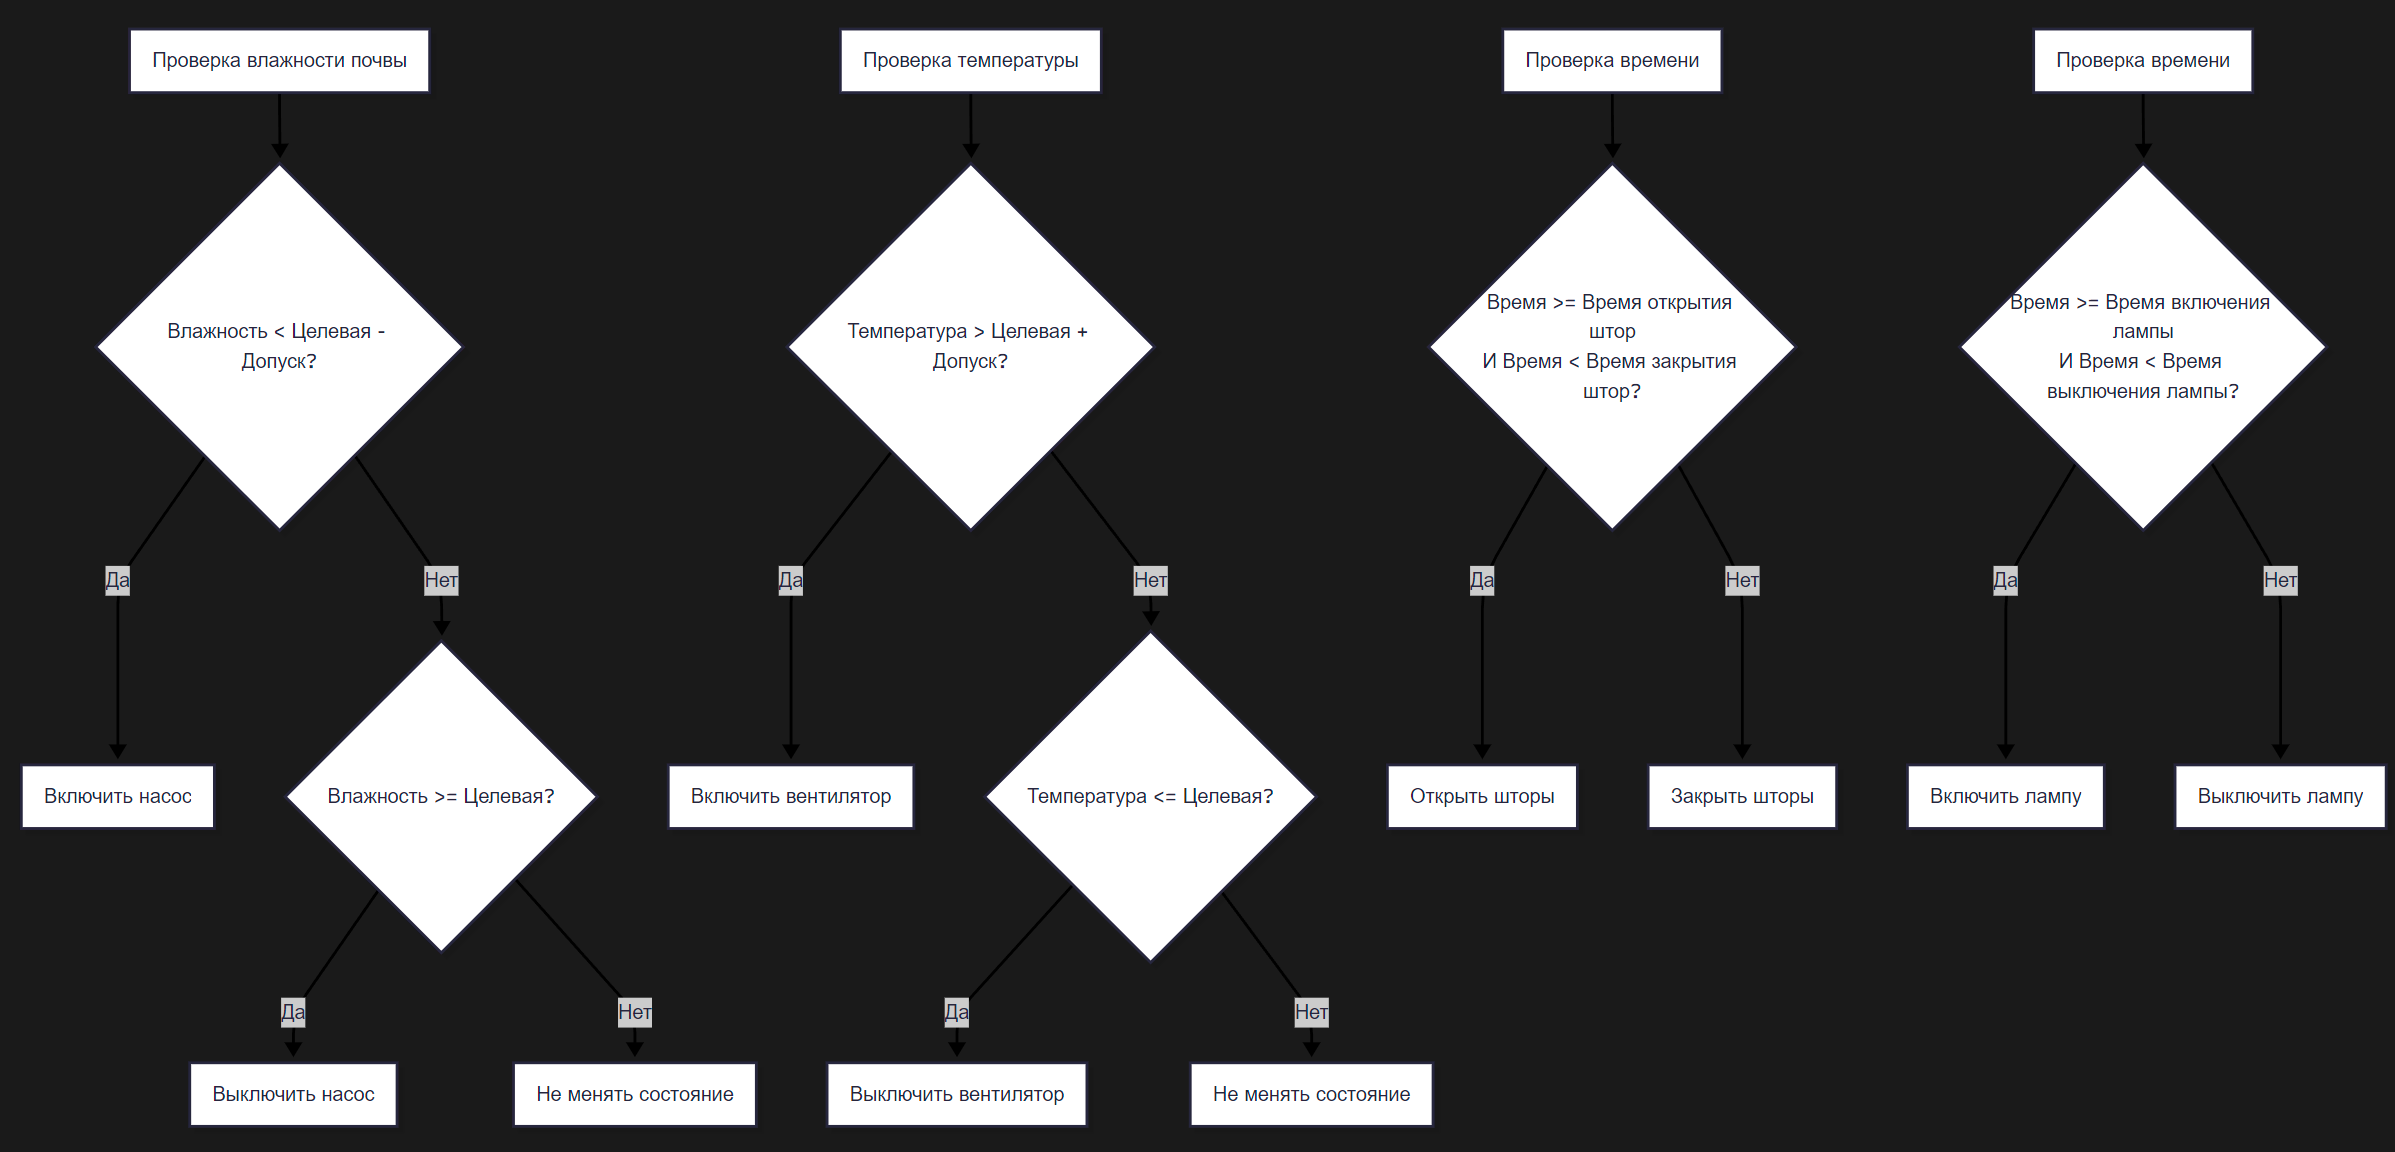 Проверка влажности почвы
Проверка температуры
Проверка времени
Проверка времени
Влажность < Целевая -
Допуск?
Температура > Целевая +
Допуск?
Время >= Время открытия
штор
И Время < Время закрытия
штор?
Время >= Время включения
лампы
И Время < Время
выключения лампы?
Да
Нет
Да
Нет
Да
Нет
Да
Нет
Включить насос
Влажность >= Целевая?
Включить вентилятор
Температура <= Целевая?
Открыть шторы
Закрыть шторы
Включить лампу
Выключить лампу
Да
Нет
Да
Нет
Выключить насос
Не менять состояние
Выключить вентилятор
Не менять состояние